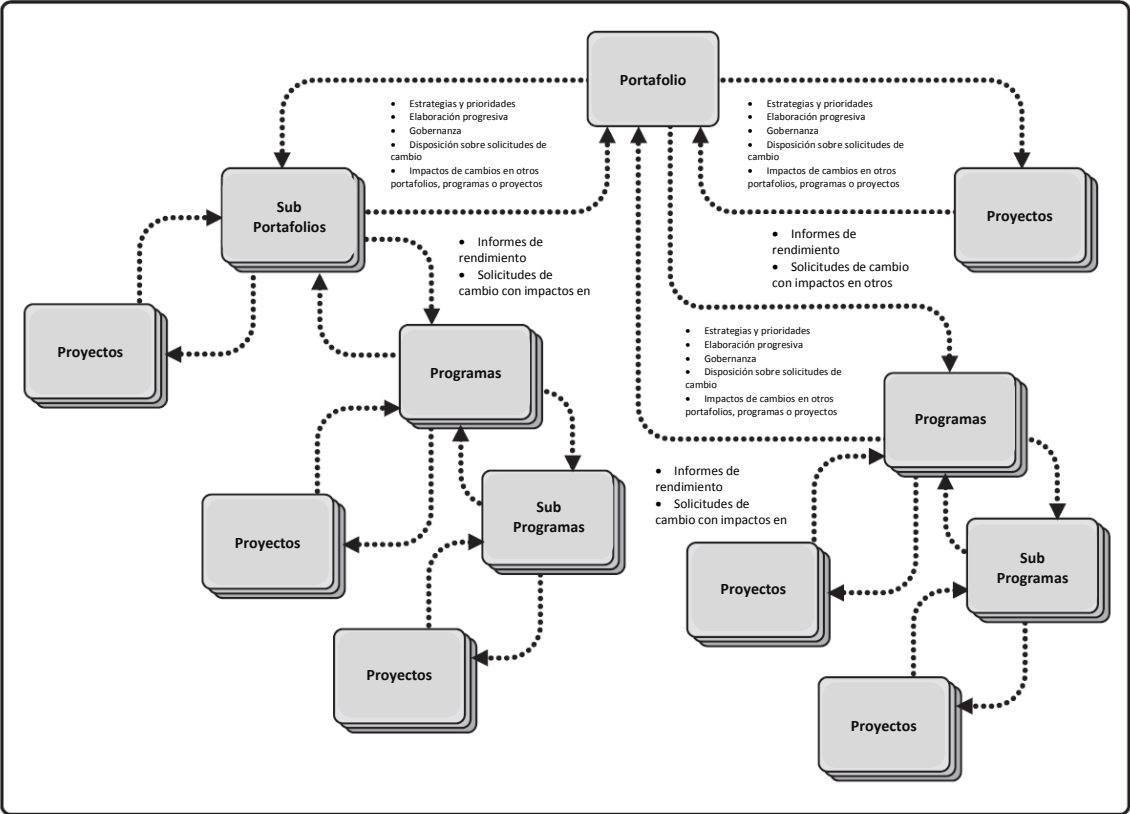 Portafolio
• Estrategias y prioridades
• Elaboración progresiva
• Gobernanza
• Disposición sobre solicitudes de
cambio
• Impactos de cambios en otros
portafolios, programas o proyectos
• Estrategias y prioridades
• Elaboración progresiva
• Gobernanza
• Disposición sobre solicitudes de
cambio
• Impactos de cambios en otros
portafolios, programas o proyectos
Sub
Portafolios
Proyectos
• Informes de
rendimiento
• Solicitudes de
cambio con impactos en
• Informes de
rendimiento
• Solicitudes de cambio
con impactos en otros
Proyectos
Programas
• Estrategias y prioridades
• Elaboración progresiva
• Gobernanza
• Disposición sobre solicitudes de
cambio
• Impactos de cambios en otros
portafolios, programas o proyectos
Programas
• Informes de
rendimiento
• Solicitudes de
cambio con impactos en
Proyectos
Sub
Programas
Proyectos
Sub
Programas
Proyectos
Proyectos